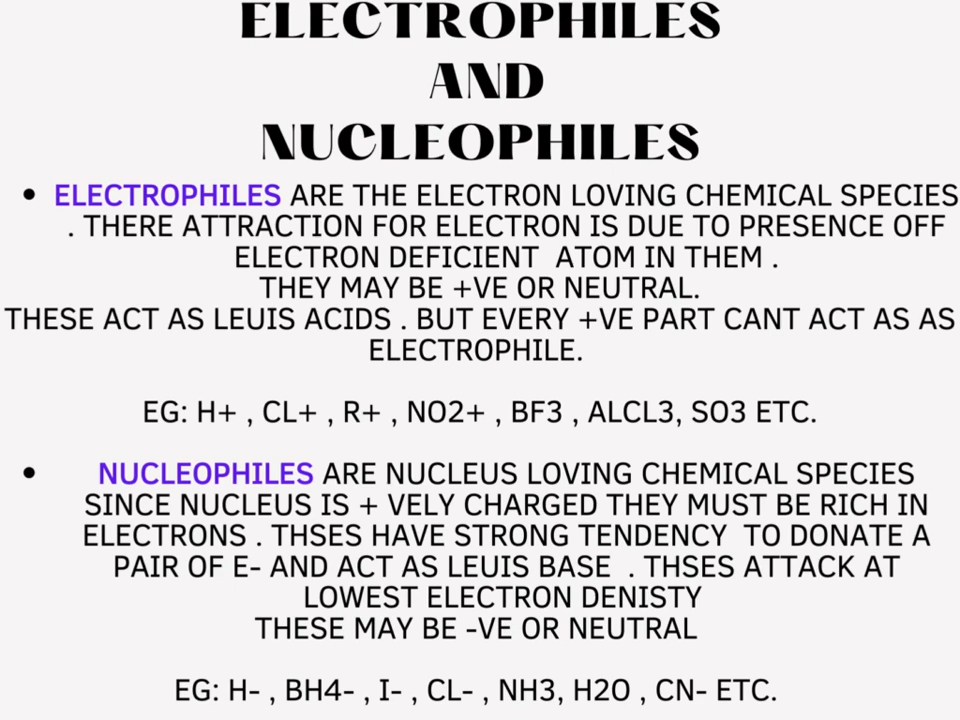 ELECTROPHILES
AND
NUCLEOPHILES
• ELECTROPHILES ARE THE ELECTRON LOVING CHEMICAL SPECIES
. THERE ATTRACTION FOR ELECTRON IS DUE TO PRESENCE OFF
ELECTRON DEFICIENT ATOM IN THEM .
THEY MAY BE +VE OR NEUTRAL.
THESE ACT AS LEUIS ACIDS . BUT EVERY +VE PART CANT ACT AS AS
ELECTROPHILE.
EG: H+ , CL+ , R+ , NO2+ , BF3 , ALCL3, SO3 ETC.
• NUCLEOPHILES ARE NUCLEUS LOVING CHEMICAL SPECIES
SINCE NUCLEUS IS + VELY CHARGED THEY MUST BE RICH IN
ELECTRONS . THSES HAVE STRONG TENDENCY TO DONATE A
PAIR OF E- AND ACT AS LEUIS BASE . THSES ATTACK AT
LOWEST ELECTRON DENISTY
THESE MAY BE -VE OR NEUTRAL
EG: H- , BH4- , I- , CL- , NH3, H2O , CN- ETC.